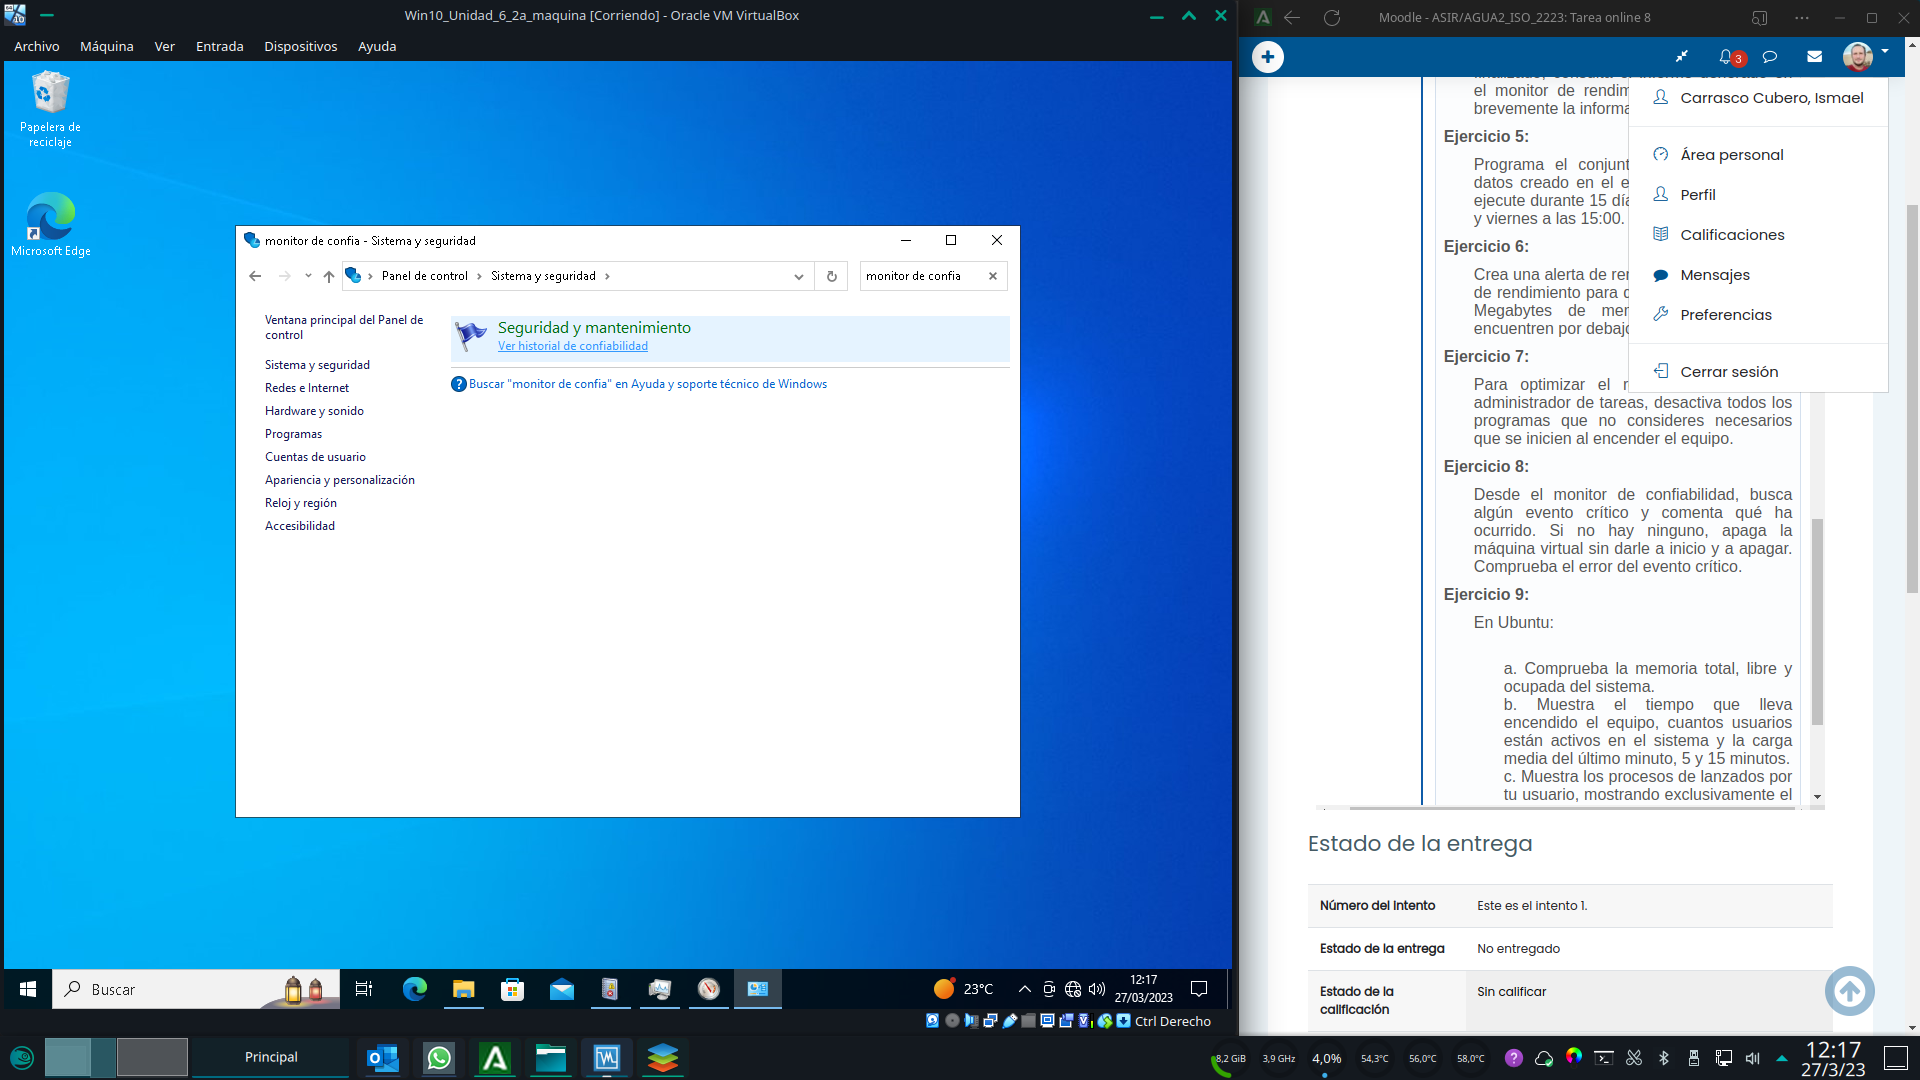 Win10_Unidad_6_2a_maquina [Corriendo] - Oracle VM VirtualBox
Archivo Máquina Ver Entrada Dispositivos Ayuda
Papelera de
reciclaje
Microsoft Edge
monitor de confia - Sistema y seguridad
Panel de control
Sistema y seguridad
monitor de confia
Ventana principal del Panel de
control
Sistema y seguridad
Redes e Internet
Hardware y sonido
Programas
Cuentas de usuario
Apariencia y personalización
Reloj y región
Accesibilidad
Seguridad y mantenimiento
Ver historial de confiabilidad
Buscar "monitor de confia" en Ayuda y soporte técnico de Windows
Buscar
23°C
12:17
27/03/2023
Ctrl Derecho
Moodle - ASIR/AGUA2_ISO_2223: Tarea online 8
3
el monitor de
brevemente la
Ejercicio 5:
Programa el
datos creado en el
ejecute durante 15
y viernes a las 15:00.
Ejercicio 6:
Crea una alerta de
de rendimiento para
Megabytes de
encuentren por
Ejercicio 7:
Para optimizar el
administrador de tareas, desactiva todos los
programas que no consideres necesarios
que se inicien al encender el equipo.
Ejercicio 8:
Desde el monitor de confiabilidad, busca
algún evento crítico y comenta qué ha
ocurrido. Si no hay ninguno, apaga la
máquina virtual sin darle a inicio y a apagar.
Comprueba el error del evento crítico.
Ejercicio 9:
En Ubuntu:
a. Comprueba la memoria total, libre y
ocupada del sistema.
b. Muestra el tiempo que lleva
encendido el equipo, cuantos usuarios
están activos en el sistema y la carga
media del último minuto, 5 y 15 minutos.
c. Muestra los procesos de lanzados por
tu usuario, mostrando exclusivamente el
Carrasco Cubero, Ismael
Área personal
Perfil
Calificaciones
Mensajes
Preferencias
Cerrar sesión
Estado de la entrega
Número del Intento Este es el intento 1.
Estado de la entrega No entregado
Estado de la
calificación
Sin calificar
Principal
8,2 GiB
3,9 GHz
4,0%
54,3°C
56,0°C
58,0°C
12:17
27/3/23